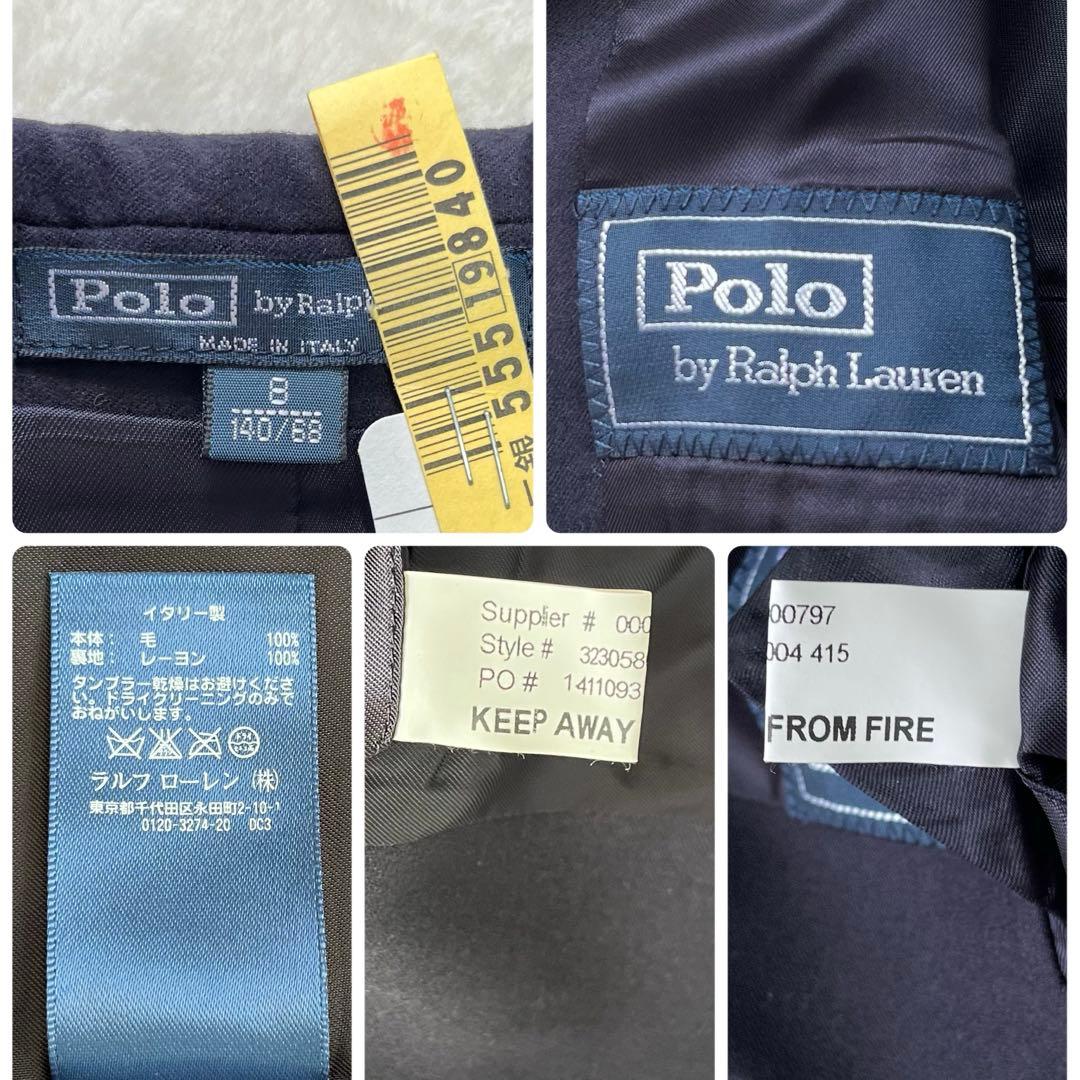 Polo by Ralph
MADE IN ITALY
8
140/68
555 19840
銀
Polo
by Ralph Lauren
イタリー製
本体: 毛 100%
裏地: レーヨン 100%
タンブラー乾燥はお避けくださ
い。ドライクリーニングのみで
おねがいします。
ラルフ ローレン (株)
東京都千代田区永田町2-10-1
0120-3274-20 DC3
Supplier # 000
Style # 323058
PO # 1411093
KEEP AWAY
00797
004 415
FROM FIRE